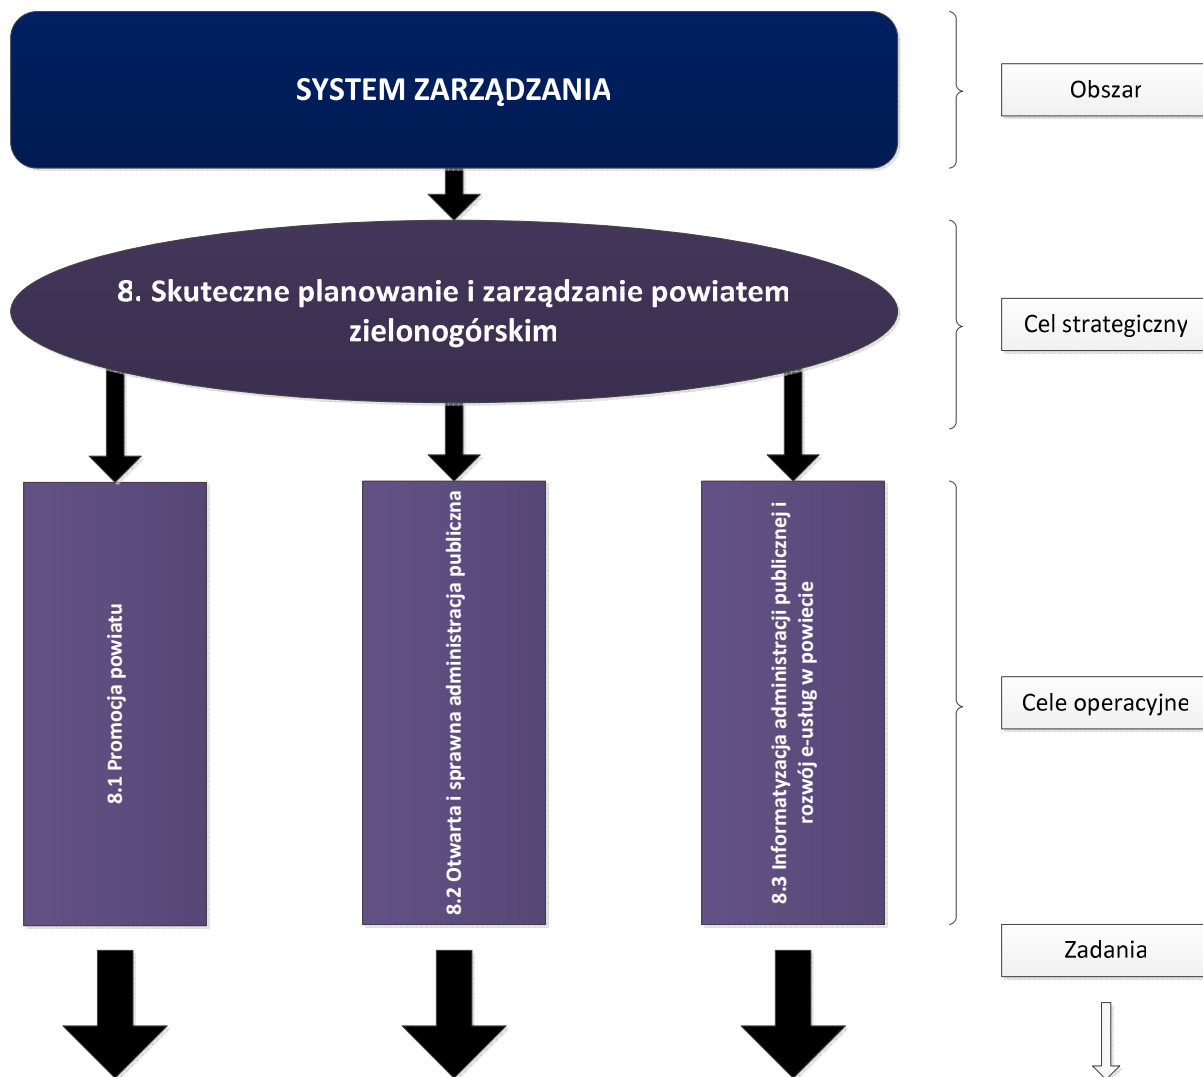 SYSTEM ZARZĄDZANIA
Obszar
8. Skuteczne planowanie i zarządzanie powiatem
zielonogórskim
Cel strategiczny
8.1 Promocja powiatu
8.2 Otwarta i sprawna administracja publiczna
8.3 Informatyzacja administracji publicznej i
rozwój e-usług w powiecie
Cele operacyjne
Zadania